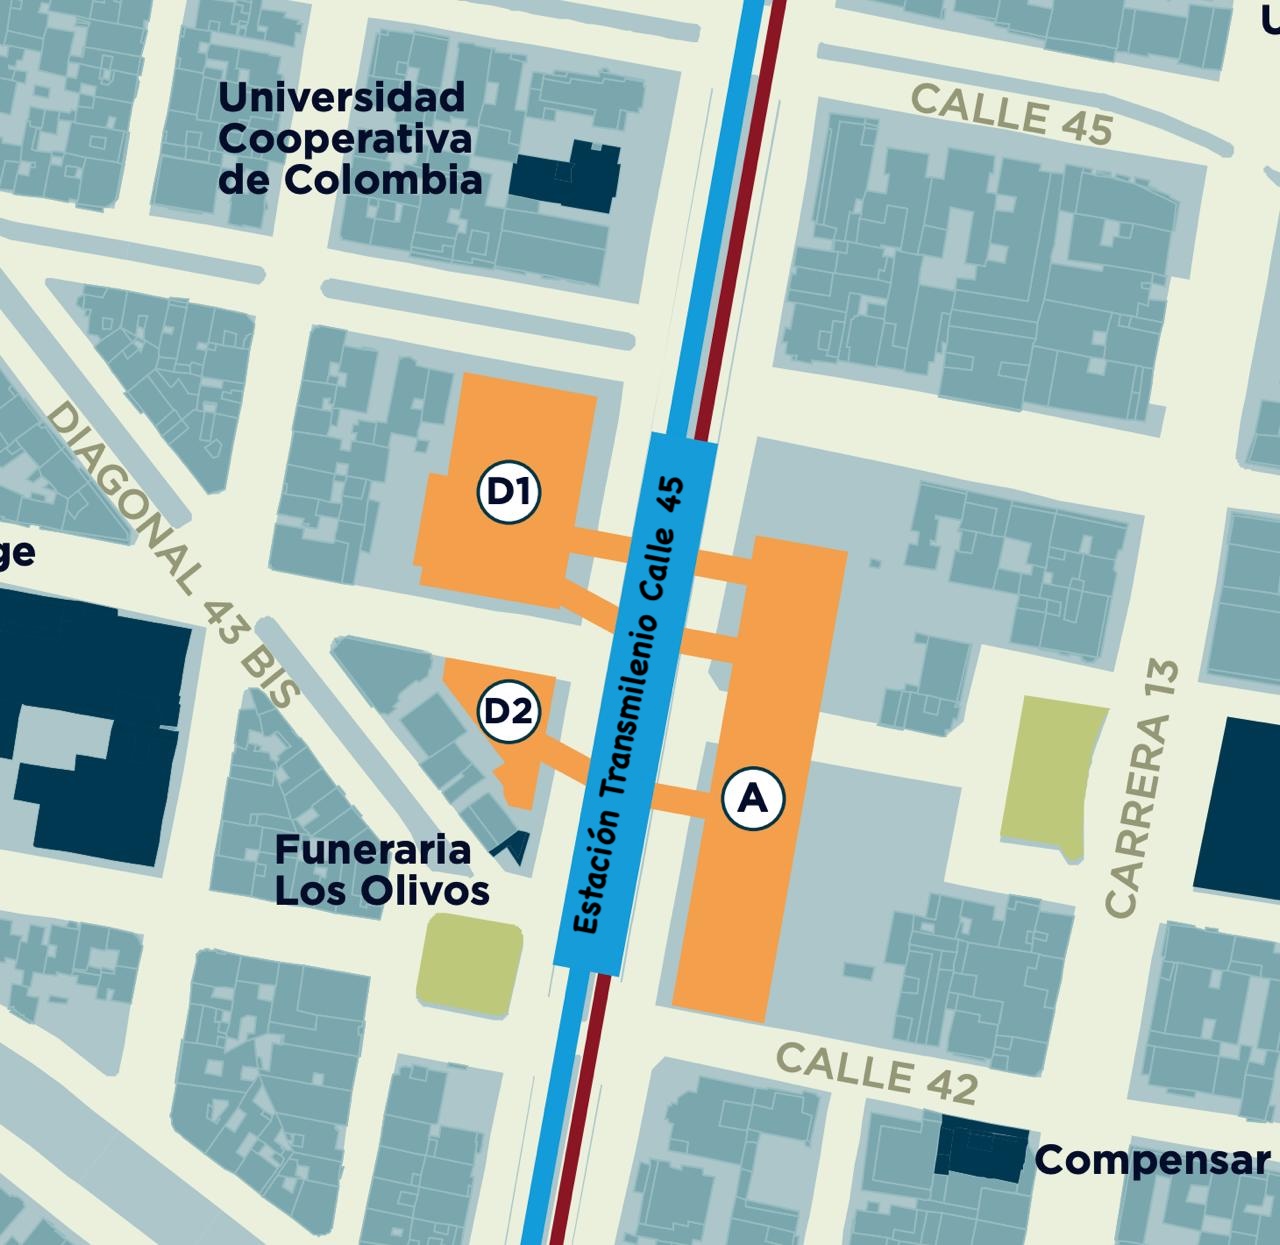 U
Universidad
Cooperativa
de Colombia
CALLE 45
DIAGONAL 43 BIS
D1
Estación Transmilenio Calle 45
ge
D2
A
CARRERA 13
Funeraria
Los Olivos
CALLE 42
Compensar